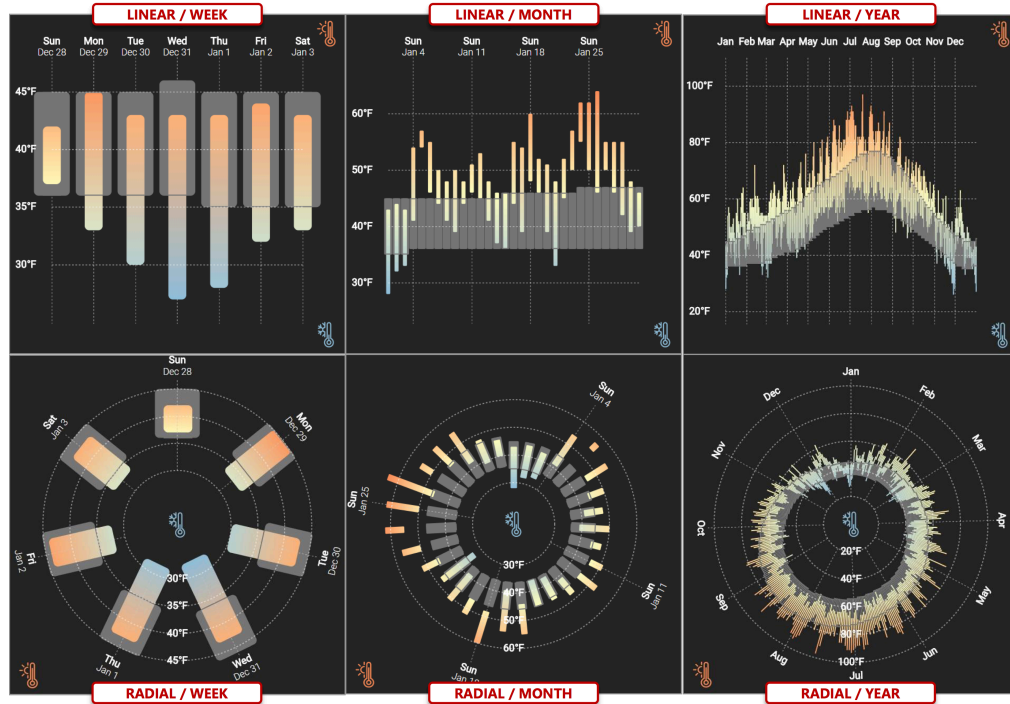 LINEAR / WEEK
Sun Mon Tue Wed Thu Fri Sat
Dec 28 Dec 29 Dec 30 Dec 31 Jan 1 Jan 2 Jan 3
45°F
40°F
35°F
30°F
LINEAR / MONTH
Sun Sun Sun Sun
Jan 4 Jan 11 Jan 18 Jan 25
60°F
50°F
40°F
30°F
LINEAR / YEAR
Jan Feb Mar Apr May Jun Jul Aug Sep Oct Nov Dec
100°F
80°F
60°F
40°F
20°F
Sun
Dec 28
Mon
Dec 29
Tue
Dec 30
Wed
Dec 31
Thu
Jan 1
Fri
Jan 2
Sat
Jan 3
30°F
35°F
40°F
45°F
RADIAL / WEEK
Sun
Jan 4
Sun
Jan 11
Sun
Sun
Jan 25
30°F
40°F
50°F
60°F
RADIAL / MONTH
Jan
Feb
Mar
Apr
May
Jun
Jul
Aug
Sep
Oct
Nov
Dec
20°F
40°F
60°F
80°F
100°F
RADIAL / YEAR